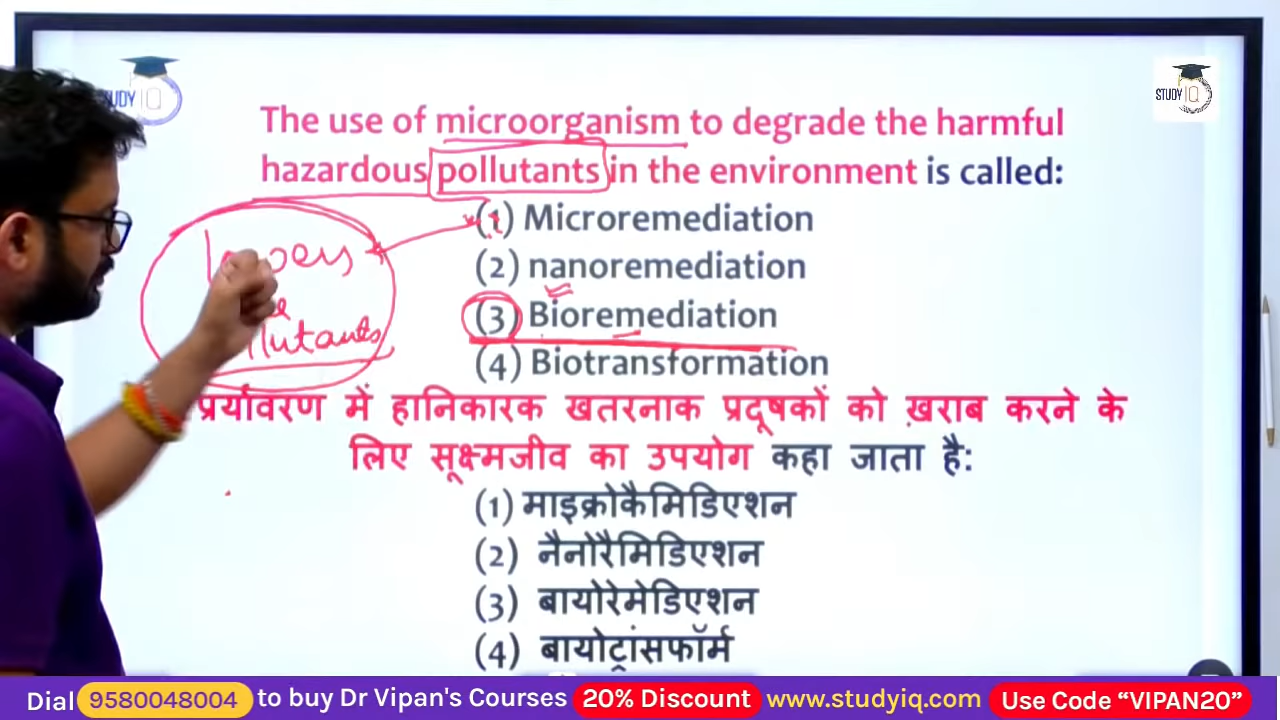 STUDY IQ
STUDY IQ
The use of microorganism to degrade the harmful
hazardous pollutants in the environment is called:
(1) Microremediation
(2) nanoremediation
(3) Bioremediation
(4) Biotransformation
प्रर्यावरण में हानिकारक खतरनाक प्रदूषकों को ख़राब करने के
लिए सूक्ष्मजीव का उपयोग कहा जाता है:
(1) माइक्रोकैमिडिएशन
(2) नैनोरैमिडिएशन
(3) बायोरेमेडिएशन
(4) बायोट्रांसफॉर्म
Dial 9580048004 to buy Dr Vipan's Courses 20% Discount www.studyiq.com Use Code “VIPAN20”